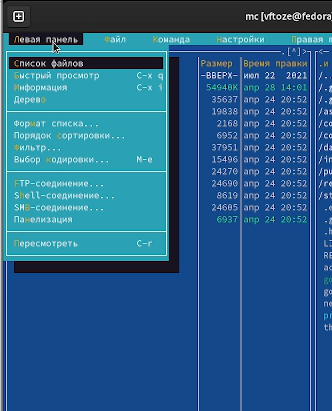 mc [vftoze@graphov
Левая панель Файл Команда Настройки Правая п
.[^]>
Список файлов
Быстрый просмотр C-x q
Информация C-x i
Дерево
Формат списка...
Порядок сортировки...
Фильтр...
Выбор кодировки... M-e
FTP-соединение...
Shell-соединение...
SMB-соединение...
Панелизация
Пересмотреть C-r
Размер Время правки
-ВВЕРХ- июл 22 2021
54940K апр 28 14:01
35637 апр 24 20:52
19838 апр 24 20:52
2168 апр 24 20:52
6952 апр 24 20:52
37951 апр 24 20:52
15496 апр 24 20:52
24270 апр 24 20:52
24690 апр 24 20:52
8619 апр 24 20:52
24605 апр 24 20:52
6937 апр 24 20:52